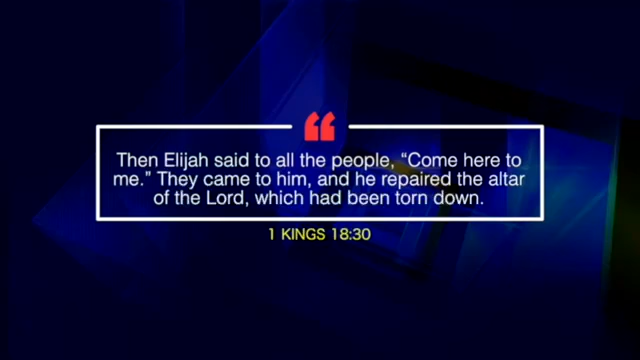 Then Elijah said to all the people, “Come here to
me.” They came to him, and he repaired the altar
of the Lord, which had been torn down.
1 KINGS 18:30